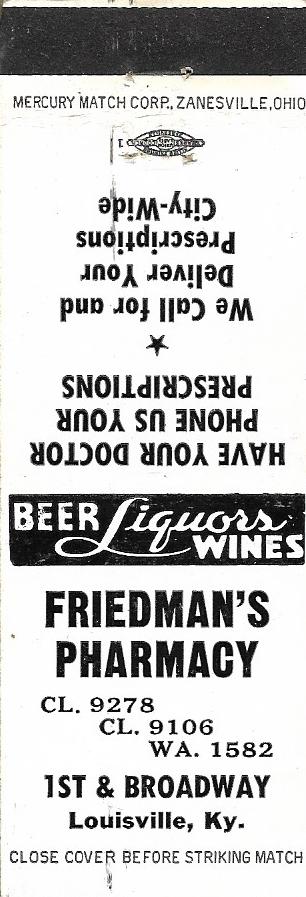 MERCURY MATCH CORP., ZANESVILLE, OHIO
1
HAVE YOUR DOCTOR
PHONE US YOUR
PRESCRIPTIONS
We Call for and
Deliver Your
Prescriptions
City-Wide
BEER Liquors WINES
FRIEDMAN'S
PHARMACY
CL. 9278
CL. 9106
WA. 1582
1ST & BROADWAY
Louisville, Ky.
CLOSE COVER BEFORE STRIKING MATCH